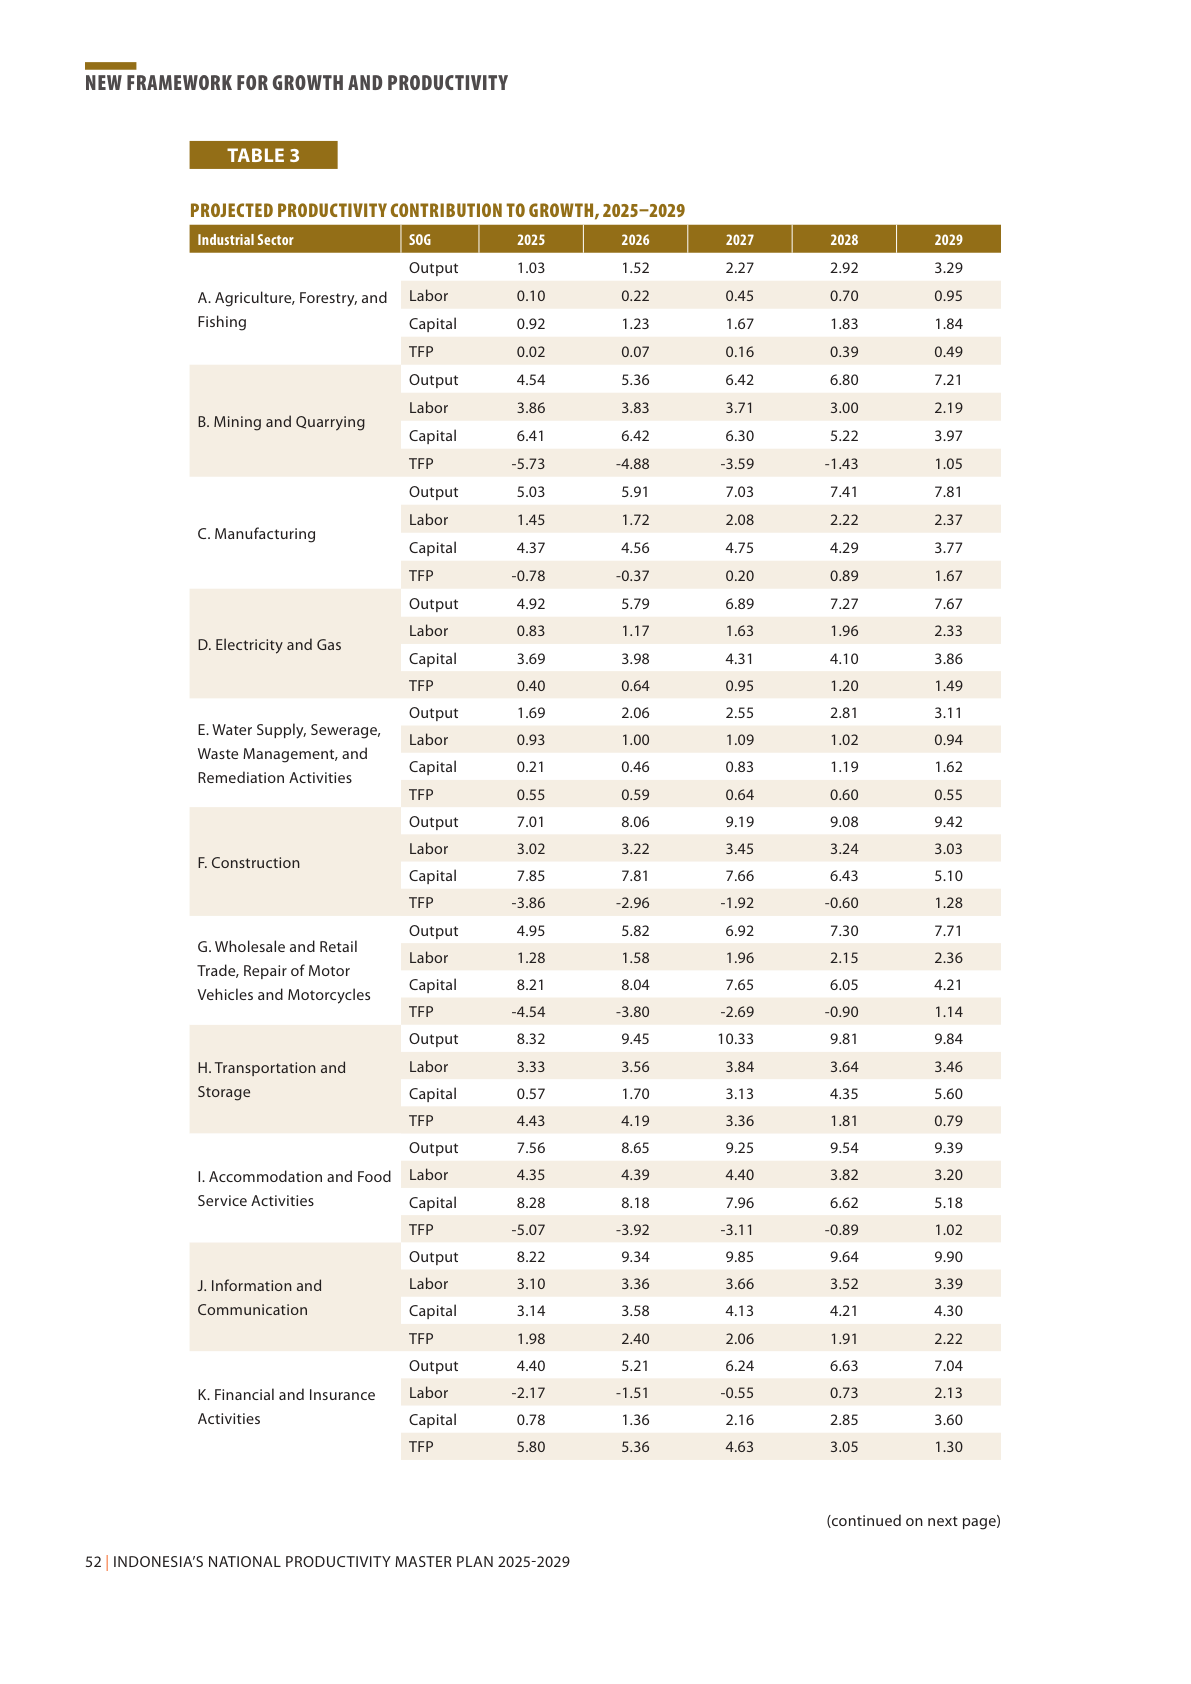 NEW FRAMEWORK FOR GROWTH AND PRODUCTIVITY
TABLE 3
PROJECTED PRODUCTIVITY CONTRIBUTION TO GROWTH, 2025–2029
Industrial Sector SOG 2025 2026 2027 2028 2029
A. Agriculture, Forestry, and
Fishing
Output 1.03 1.52 2.27 2.92 3.29
Labor 0.10 0.22 0.45 0.70 0.95
Capital 0.92 1.23 1.67 1.83 1.84
TFP 0.02 0.07 0.16 0.39 0.49
B. Mining and Quarrying
Output 4.54 5.36 6.42 6.80 7.21
Labor 3.86 3.83 3.71 3.00 2.19
Capital 6.41 6.42 6.30 5.22 3.97
TFP -5.73 -4.88 -3.59 -1.43 1.05
C. Manufacturing
Output 5.03 5.91 7.03 7.41 7.81
Labor 1.45 1.72 2.08 2.22 2.37
Capital 4.37 4.56 4.75 4.29 3.77
TFP -0.78 -0.37 0.20 0.89 1.67
D. Electricity and Gas
Output 4.92 5.79 6.89 7.27 7.67
Labor 0.83 1.17 1.63 1.96 2.33
Capital 3.69 3.98 4.31 4.10 3.86
TFP 0.40 0.64 0.95 1.20 1.49
E. Water Supply, Sewerage,
Waste Management, and
Remediation Activities
Output 1.69 2.06 2.55 2.81 3.11
Labor 0.93 1.00 1.09 1.02 0.94
Capital 0.21 0.46 0.83 1.19 1.62
TFP 0.55 0.59 0.64 0.60 0.55
F. Construction
Output 7.01 8.06 9.19 9.08 9.42
Labor 3.02 3.22 3.45 3.24 3.03
Capital 7.85 7.81 7.66 6.43 5.10
TFP -3.86 -2.96 -1.92 -0.60 1.28
G. Wholesale and Retail
Trade, Repair of Motor
Vehicles and Motorcycles
Output 4.95 5.82 6.92 7.30 7.71
Labor 1.28 1.58 1.96 2.15 2.36
Capital 8.21 8.04 7.65 6.05 4.21
TFP -4.54 -3.80 -2.69 -0.90 1.14
H. Transportation and
Storage
Output 8.32 9.45 10.33 9.81 9.84
Labor 3.33 3.56 3.84 3.64 3.46
Capital 0.57 1.70 3.13 4.35 5.60
TFP 4.43 4.19 3.36 1.81 0.79
I. Accommodation and Food
Service Activities
Output 7.56 8.65 9.25 9.54 9.39
Labor 4.35 4.39 4.40 3.82 3.20
Capital 8.28 8.18 7.96 6.62 5.18
TFP -5.07 -3.92 -3.11 -0.89 1.02
J. Information and
Communication
Output 8.22 9.34 9.85 9.64 9.90
Labor 3.10 3.36 3.66 3.52 3.39
Capital 3.14 3.58 4.13 4.21 4.30
TFP 1.98 2.40 2.06 1.91 2.22
K. Financial and Insurance
Activities
Output 4.40 5.21 6.24 6.63 7.04
Labor -2.17 -1.51 -0.55 0.73 2.13
Capital 0.78 1.36 2.16 2.85 3.60
TFP 5.80 5.36 4.63 3.05 1.30
(continued on next page)
52 | INDONESIA’S NATIONAL PRODUCTIVITY MASTER PLAN 2025-2029